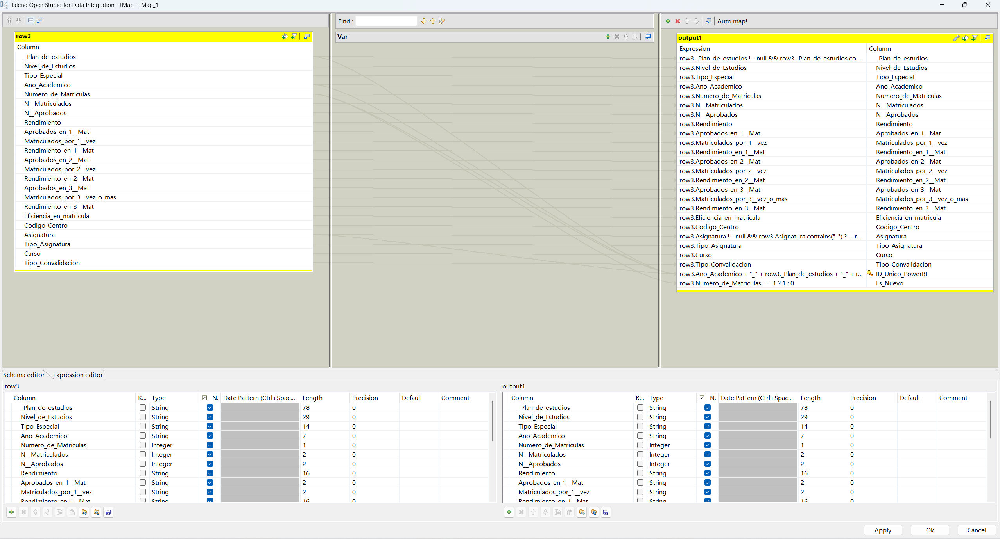 Talend Open Studio for Data Integration - tMap - tMap_1
Find :
Auto map!
row3
Column
_Plan_de_estudios
Nivel_de_Estudios
Tipo_Especial
Ano_Academico
Numero_de_Matriculas
N__Matriculados
N__Aprobados
Rendimiento
Aprobados_en_1__Mat
Matriculados_por_1__vez
Rendimiento_en_1__Mat
Aprobados_en_2__Mat
Matriculados_por_2__vez
Rendimiento_en_2__Mat
Aprobados_en_3__Mat
Matriculados_por_3__vez_o_mas
Rendimiento_en_3__Mat
Eficiencia_en_matricula
Codigo_Centro
Asignatura
Tipo_Asignatura
Curso
Tipo_Convalidacion
Var
output1
Expression Column
row3._Plan_de_estudios != null && row3._Plan_de_estudios.co... _Plan_de_estudios
row3.Nivel_de_Estudios Nivel_de_Estudios
row3.Tipo_Especial Tipo_Especial
row3.Ano_Academico Ano_Academico
row3.Numero_de_Matriculas Numero_de_Matriculas
row3.N__Matriculados N__Matriculados
row3.N__Aprobados N__Aprobados
row3.Rendimiento Rendimiento
row3.Aprobados_en_1__Mat Aprobados_en_1__Mat
row3.Matriculados_por_1__vez Matriculados_por_1__vez
row3.Rendimiento_en_1__Mat Rendimiento_en_1__Mat
row3.Aprobados_en_2__Mat Aprobados_en_2__Mat
row3.Matriculados_por_2__vez Matriculados_por_2__vez
row3.Rendimiento_en_2__Mat Rendimiento_en_2__Mat
row3.Aprobados_en_3__Mat Aprobados_en_3__Mat
row3.Matriculados_por_3__vez_o_mas Matriculados_por_3__vez_o_mas
row3.Rendimiento_en_3__Mat Rendimiento_en_3__Mat
row3.Eficiencia_en_matricula Eficiencia_en_matricula
row3.Codigo_Centro Codigo_Centro
row3.Asignatura != null && row3.Asignatura.contains("-") ? ... r... Asignatura
row3.Tipo_Asignatura Tipo_Asignatura
row3.Curso Curso
row3.Tipo_Convalidacion Tipo_Convalidacion
row3.Ano_Academico + "_" + row3._Plan_de_estudios + "_" + r... ID_Unico_PowerBI
row3.Numero_de_Matriculas == 1 ? 1 : 0 Es_Nuevo
Schema editor Expression editor
row3
Column K... Type N. Date Pattern (Ctrl+Spac... Length Precision Default Comment
_Plan_de_estudios String 78 0
Nivel_de_Estudios String 29 0
Tipo_Especial String 14 0
Ano_Academico String 7 0
Numero_de_Matriculas Integer 1 0
N__Matriculados Integer 2 0
N__Aprobados Integer 2 0
Rendimiento String 16 0
Aprobados_en_1__Mat String 2 0
Matriculados_por_1__vez String 2 0
Rendimiento_en_1__Mat String 16 0
output1
Column K... Type N. Date Pattern (Ctrl+Spac... Length Precision Default Comment
_Plan_de_estudios String 78 0
Nivel_de_Estudios String 29 0
Tipo_Especial String 14 0
Ano_Academico String 7 0
Numero_de_Matriculas Integer 1 0
N__Matriculados Integer 2 0
N__Aprobados Integer 2 0
Rendimiento String 16 0
Aprobados_en_1__Mat String 2 0
Matriculados_por_1__vez String 2 0
Rendimiento_en_1__Mat String 16 0
Apply Ok Cancel